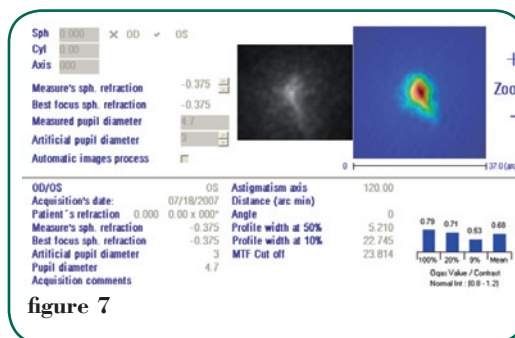 Sph 0.000 OD OS
Cyl 0.00
Axis 000
Measure's sph. refraction -0.375
Best focus sph. refraction -0.375
Measured pupil diameter 4.7
Artificial pupil diameter 3
Automatic images process
+
Zoo
-
0 37.0 (arc
OD/OS OS
Acquisition's date: 07/18/2007
Patient´s refraction 0.000 0.00 x 000°
Measure's sph. refraction -0.375
Best focus sph. refraction -0.375
Artificial pupil diameter 3
Pupil diameter 4.7
Acquisition comments
Astigmatism axis 120.00
Distance (arc min)
Angle 0
Profile width at 50% 5.210
Profile width at 10% 22.745
MTF Cut off 23.814
0.79 0.71 0.53 0.68
100% 20% 9% Mean
Oqas Value / Contrast
Normal Int : [0.8 - 1.2]
figure 7